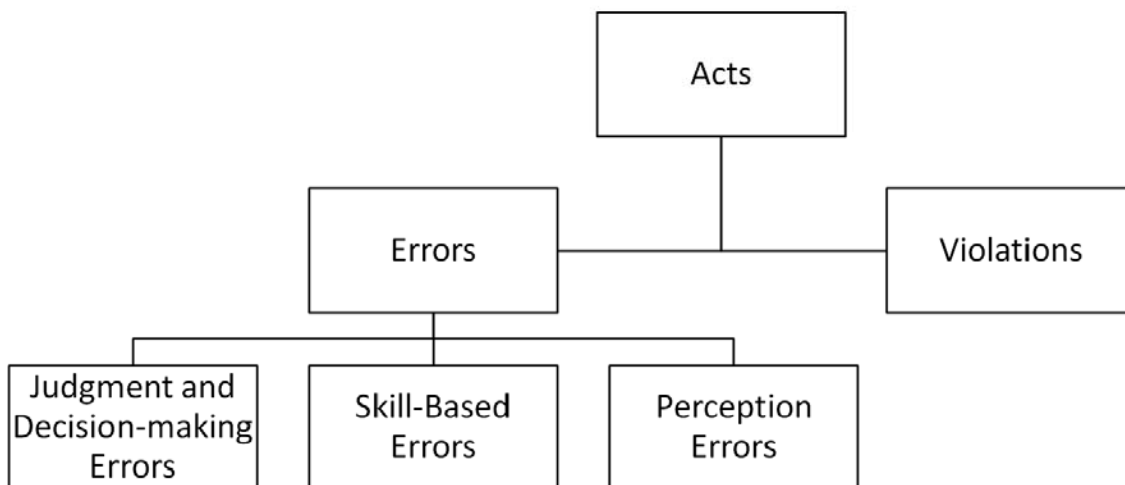 Acts
Errors
Violations
Judgment and
Decision-making
Errors
Skill-Based
Errors
Perception
Errors